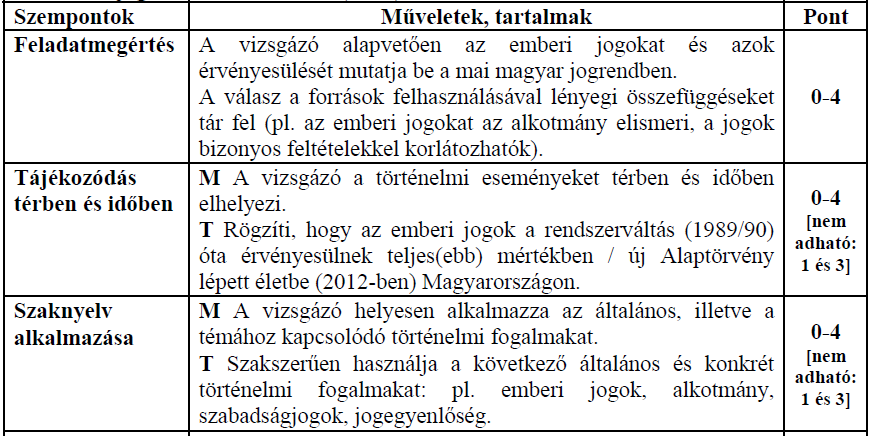 Szempontok Műveletek, tartalmak Pont
Feladatmegértés
A vizsgázó alapvetően az emberi jogokat és azok
érvényesülését mutatja be a mai magyar jogrendben.
A válasz a források felhasználásával lényegi összefüggéseket
tár fel (pl. az emberi jogokat az alkotmány elismeri, a jogok
bizonyos feltételekkel korlátozhatók).
0-4
Tájékozódás
térben és időben
M A vizsgázó a történelmi eseményeket térben és időben
elhelyezi.
T Rögzíti, hogy az emberi jogok a rendszerváltás (1989/90)
óta érvényesülnek teljes(ebb) mértékben / új Alaptörvény
lépett életbe (2012-ben) Magyarországon.
0-4
[nem
adható:
1 és 3]
Szaknyelv
alkalmazása
M A vizsgázó helyesen alkalmazza az általános, illetve a
témához kapcsolódó történelmi fogalmakat.
T Szakszerűen használja a következő általános és konkrét
történelmi fogalmakat: pl. emberi jogok, alkotmány,
szabadságjogok, jogegyenlőség.
0-4
[nem
adható:
1 és 3]